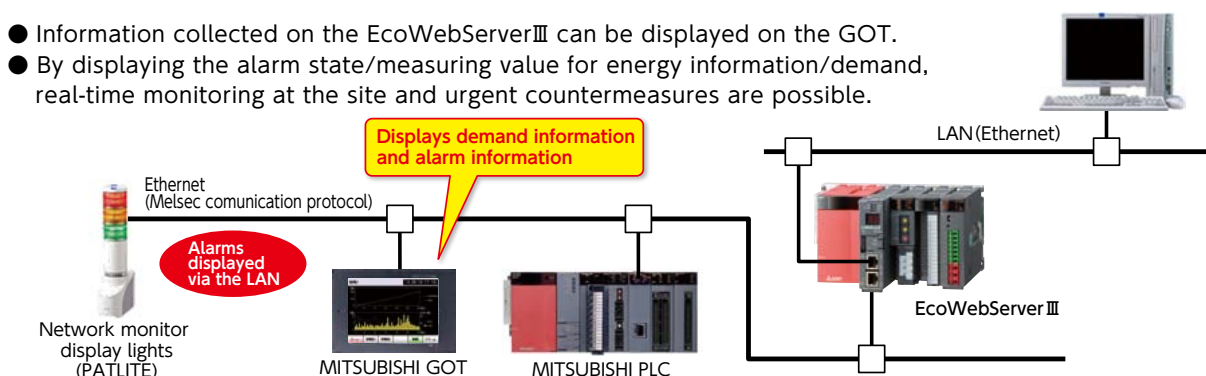 ● Information collected on the EcoWebServerⅢ can be displayed on the GOT.
● By displaying the alarm state/measuring value for energy information/demand,
real-time monitoring at the site and urgent countermeasures are possible.
Displays demand information
and alarm information
LAN(Ethernet)
Ethernet
(Melsec comunication protocol)
Alarms
displayed
via the LAN
EcoWebServerⅢ
Network monitor
display lights
(PATLITE)
MITSUBISHI GOT
MITSUBISHI PLC